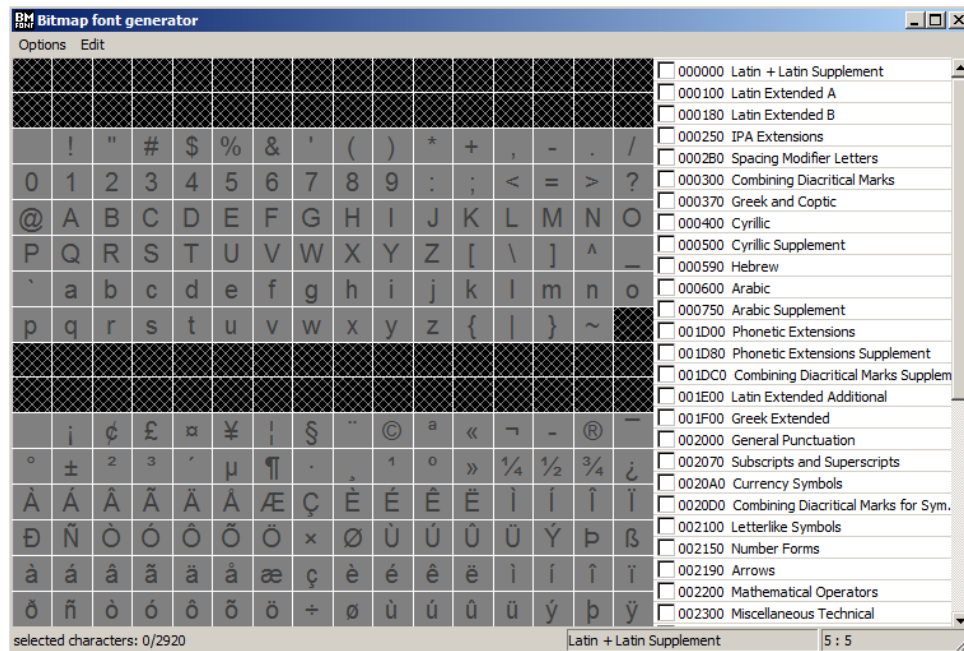 BM FONT Bitmap font generator
Options Edit
! " # $ % & ' ( ) * + , - . /
0 1 2 3 4 5 6 7 8 9 : ; < = > ?
@ A B C D E F G H I J K L M N O
P Q R S T U V W X Y Z [ \ ] ^ _
` a b c d e f g h i j k l m n o
p q r s t u v w x y z { | } ~
¡ ¢ £ ¤ ¥ ¦ § ¨ © ª « ¬ - ® ¯
° ± ² ³ ´ µ ¶ · ¸ ¹ º » ¼ ½ ¾ ¿
À Á Â Ã Ä Å Æ Ç È É Ê Ë Ì Í Î Ï
Ð Ñ Ò Ó Ô Õ Ö × Ø Ù Ú Û Ü Ý Þ ß
à á â ã ä å æ ç è é ê ë ì í î ï
ð ñ ò ó ô õ ö ÷ ø ù ú û ü ý þ ÿ
000000 Latin + Latin Supplement
000100 Latin Extended A
000180 Latin Extended B
000250 IPA Extensions
0002B0 Spacing Modifier Letters
000300 Combining Diacritical Marks
000370 Greek and Coptic
000400 Cyrillic
000500 Cyrillic Supplement
000590 Hebrew
000600 Arabic
000750 Arabic Supplement
001D00 Phonetic Extensions
001D80 Phonetic Extensions Supplement
001DC0 Combining Diacritical Marks Supplem
001E00 Latin Extended Additional
001F00 Greek Extended
002000 General Punctuation
002070 Subscripts and Superscripts
0020A0 Currency Symbols
0020D0 Combining Diacritical Marks for Sym.
002100 Letterlike Symbols
002150 Number Forms
002190 Arrows
002200 Mathematical Operators
002300 Miscellaneous Technical
selected characters: 0/2920
Latin + Latin Supplement
5 : 5